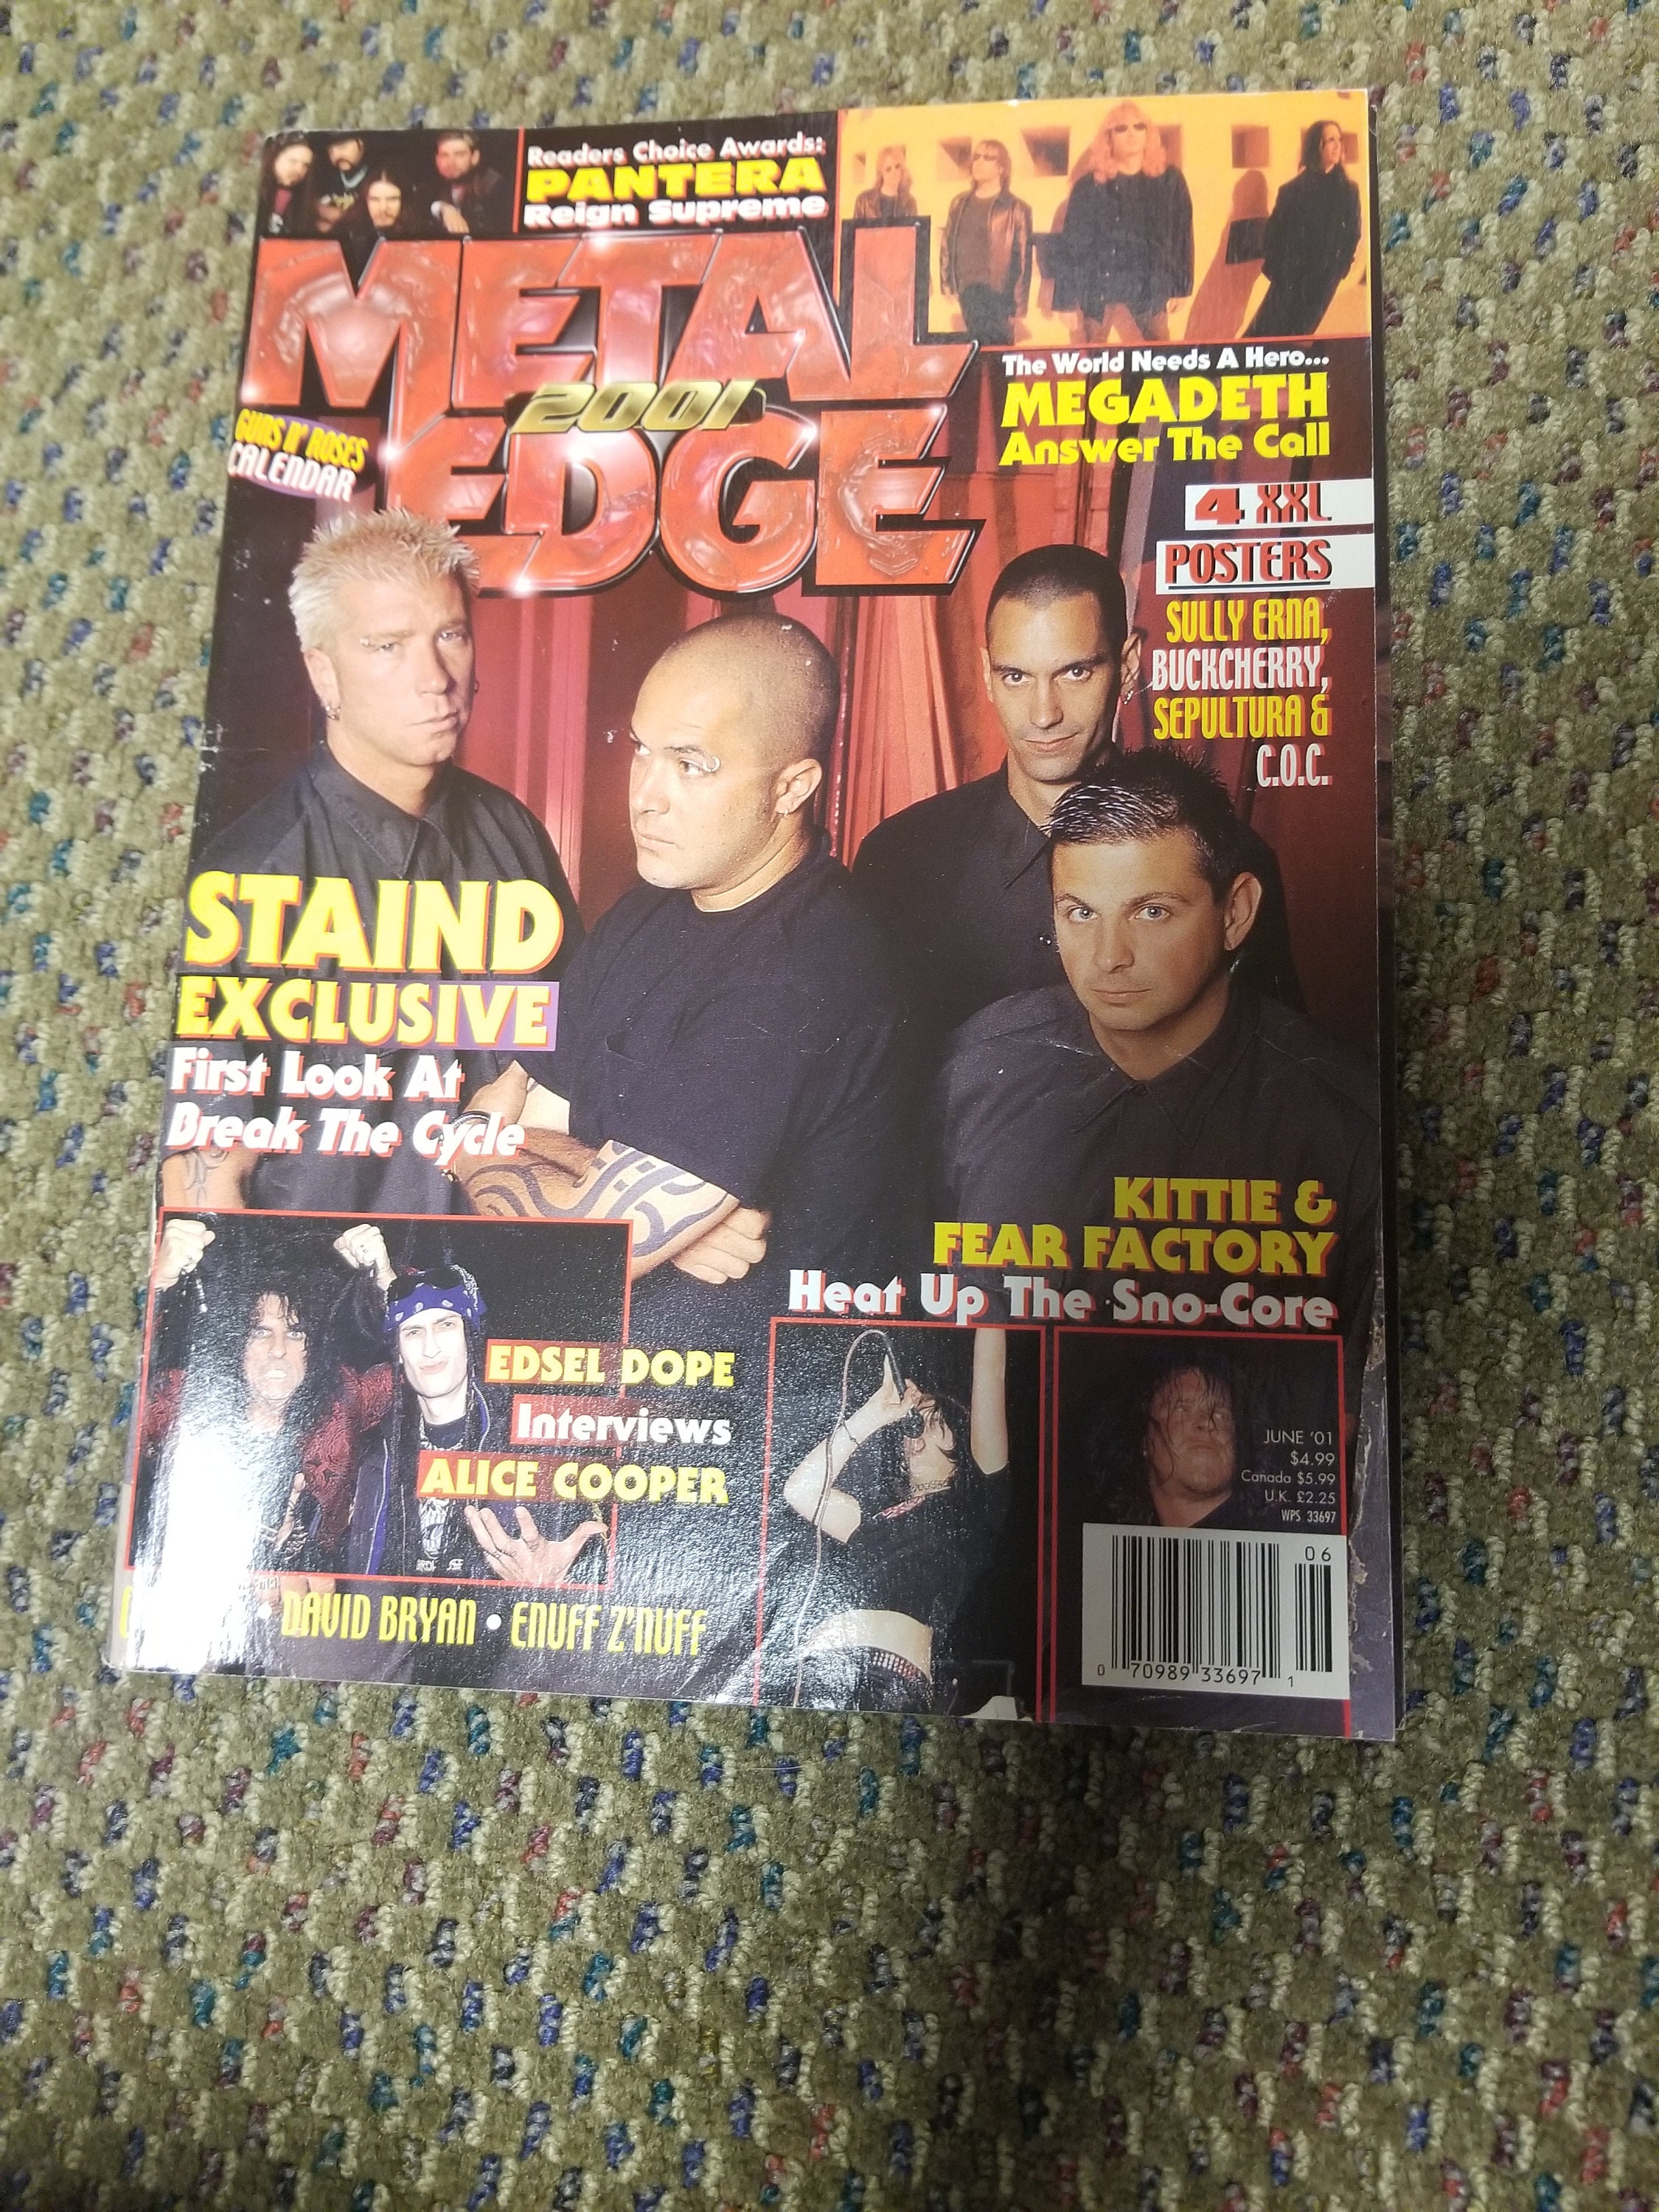 Readers Choice Awards:
PANTERA
Reign Supreme
METAL
2001
EDGE
GUNS N' ROSES
CALENDAR
The World Needs A Hero...
MEGADETH
Answer The Call
4 XXL
POSTERS
SULLY ERNA,
BUCKCHERRY,
SEPULTURA &
C.O.C.
STAIND
EXCLUSIVE
First Look At
Break The Cycle
KITTIE &
FEAR FACTORY
Heat Up The Sno-Core
EDSEL DOPE
Interviews
ALICE COOPER
• DAVID BRYAN • ENUFF Z'NUFF
JUNE '01
$4.99
Canada $5.99
U.K. £2.25
WPS 33697
06
0 70989 33697 1